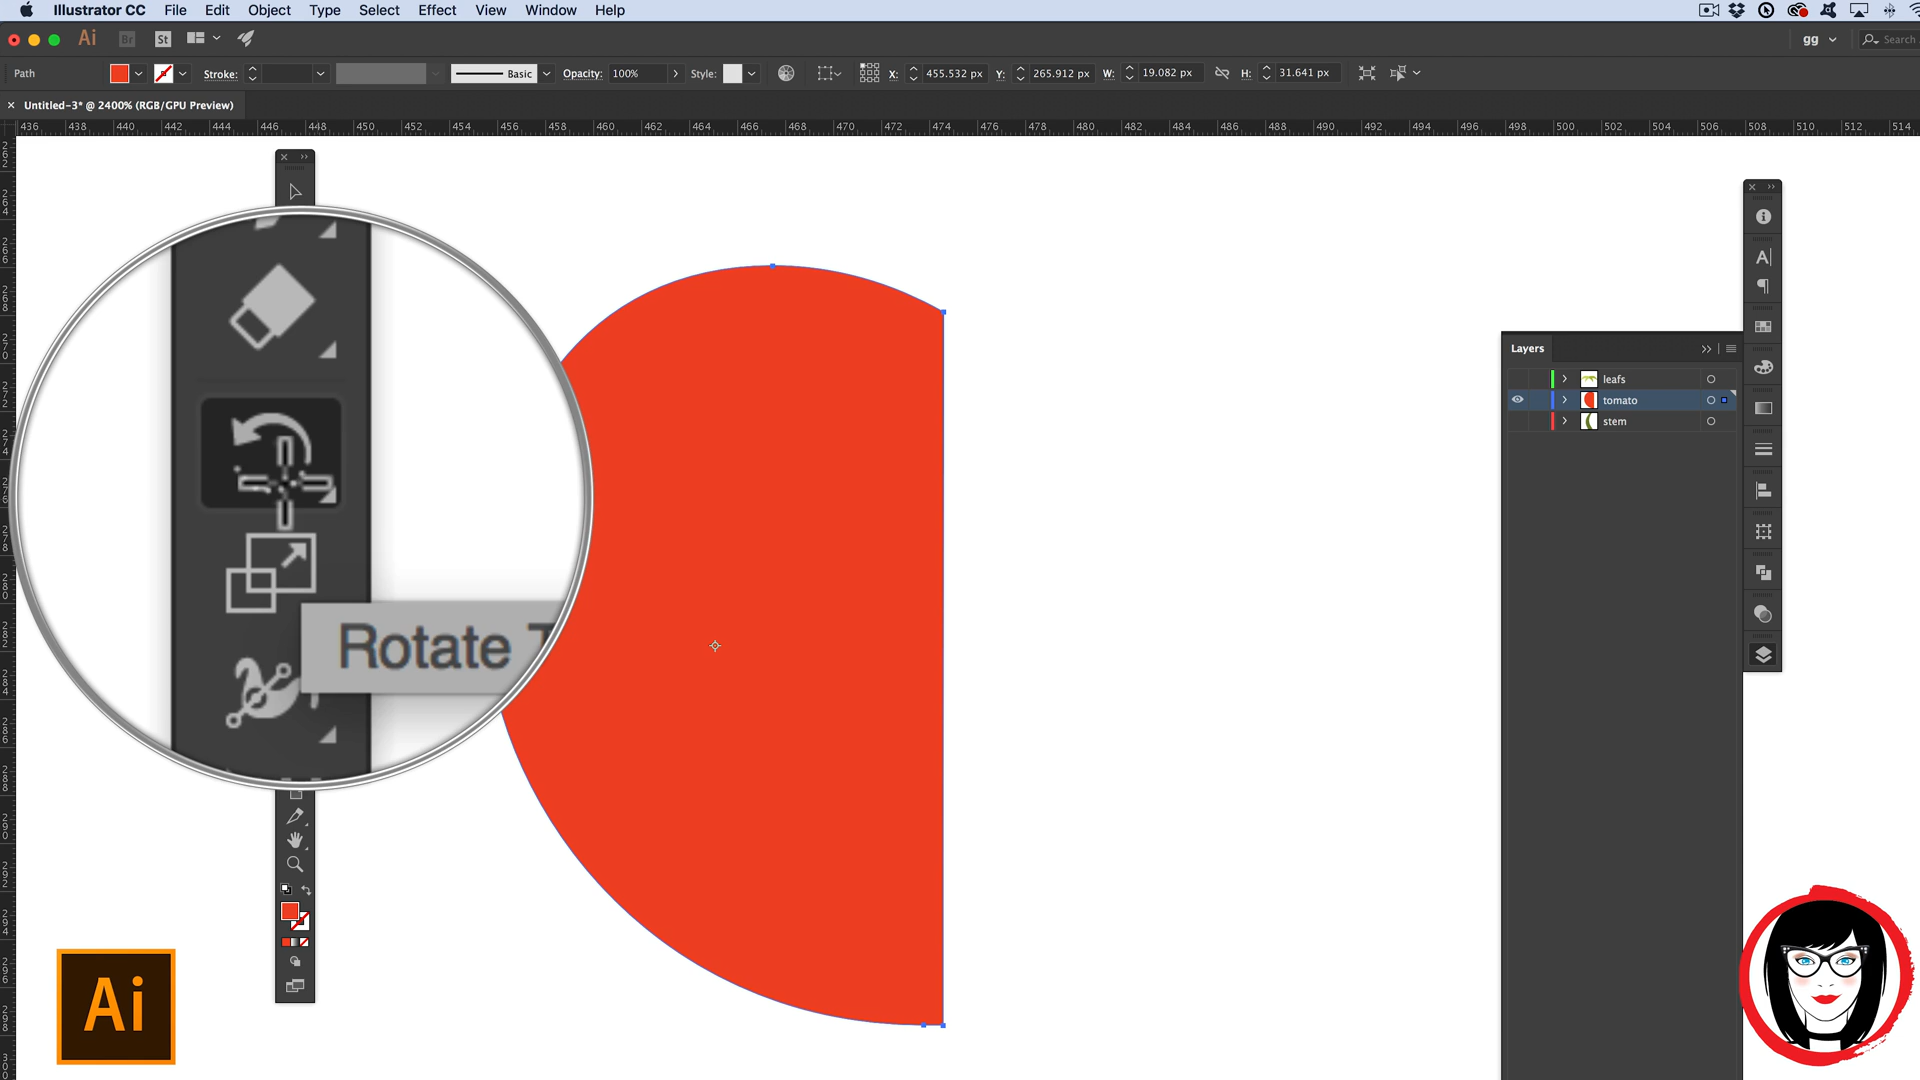 Illustrator CC File Edit Object Type Select Effect View Window Help
Ai Br St gg Search
Path Stroke: Basic Opacity: 100% Style: X: 455.532 px Y: 265.912 px W: 19.082 px H: 31.641 px
Untitled-3* @ 2400% (RGB/GPU Preview)
436 438 440 442 444 446 448 450 452 454 456 458 460 462 464 466 468 470 472 474 476 478 480 482 484 486 488 490 492 494 496 498 500 502 504 506 508 510 512 514
Layers
leafs
tomato
stem
Rotate
Ai